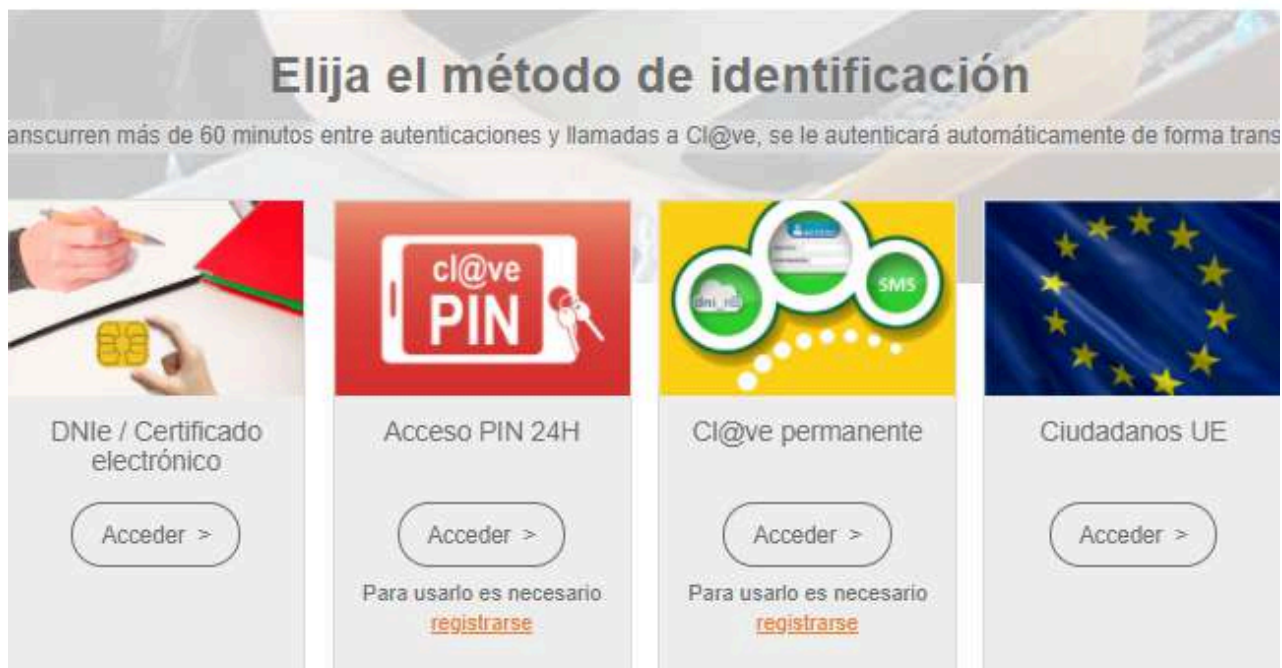 Elija el método de identificación
anscurren más de 60 minutos entre autenticaciones y llamadas a Cl@ve, se le autenticará automáticamente de forma trans
cl@ve
PIN
dni_nB
SMS
DNIe / Certificado
electrónico
Acceso PIN 24H
Cl@ve permanente
Ciudadanos UE
Acceder >
Acceder >
Acceder >
Acceder >
Para usarlo es necesario
registrarse
Para usarlo es necesario
registrarse